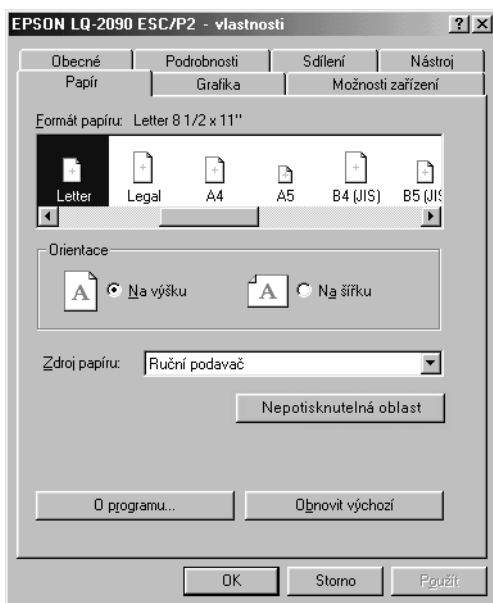 EPSON LQ-2090 ESC/P2 - vlastnosti
Obecné Podrobnosti Sdílení Nástroj
Papír Grafika Možnosti zařízení
Formát papíru: Letter 8 1/2 x 11"
Letter Legal A4 A5 B4 (JIS) B5 (JIS
Orientace
A Na výšku A Na šířku
Zdroj papíru: Ruční podavač
Nepotisknutelná oblast
O programu... Obnovit výchozí
OK Storno Použít